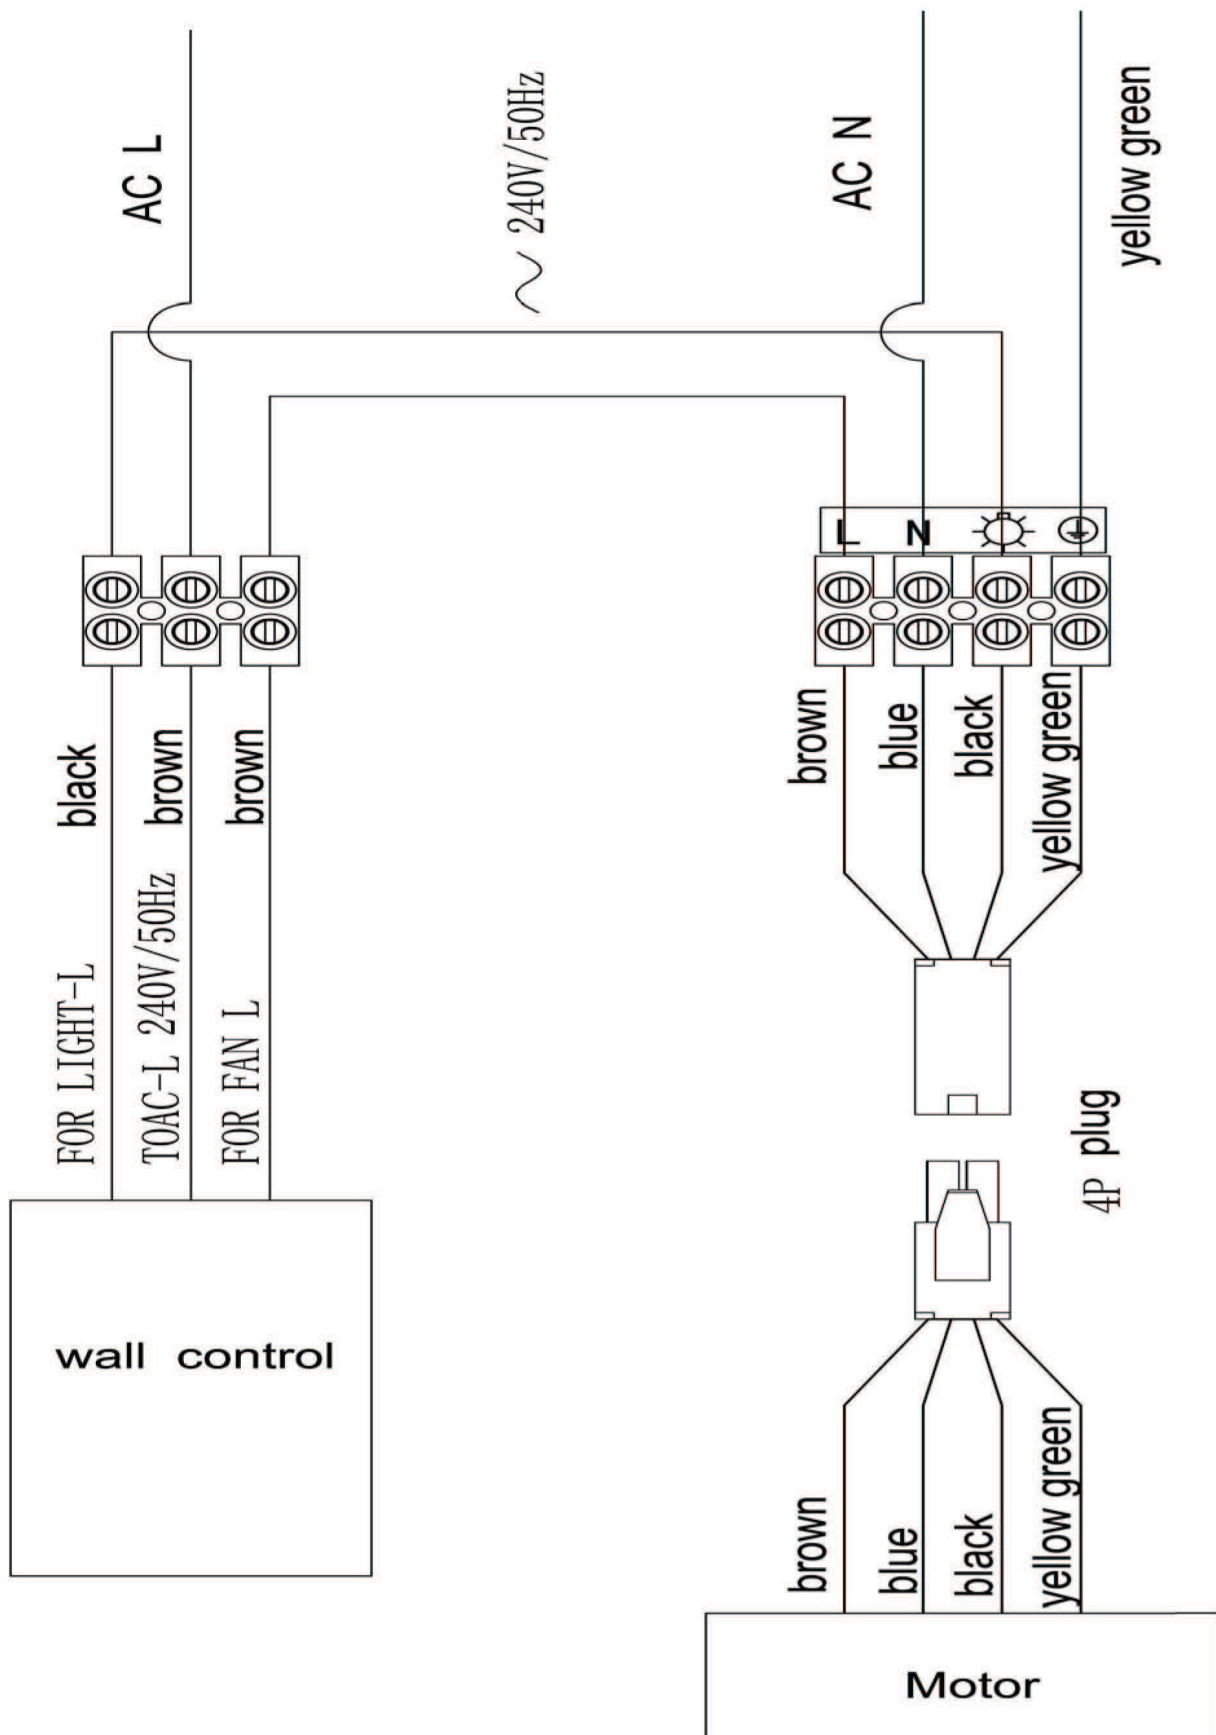 AC L
240V/50Hz
AC N
yellow green
L
N
black
brown
brown
brown
blue
black
yellow green
FOR LIGHT-L
TOAC-L 240V/50Hz
FOR FAN L
4P plug
wall control
brown
blue
black
yellow green
Motor